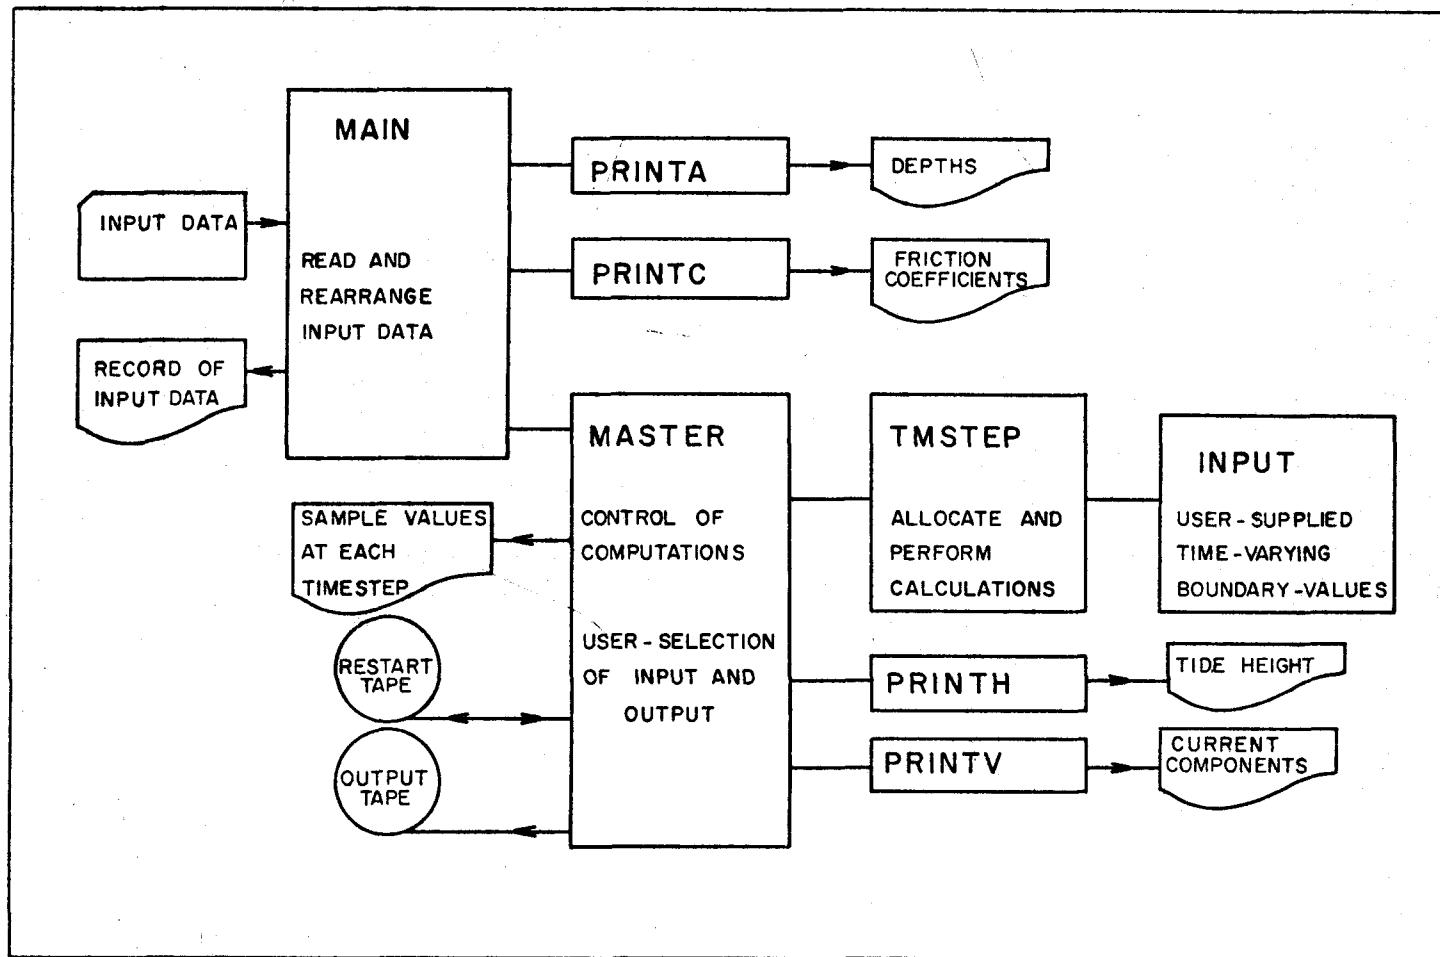 MAIN
READ AND
REARRANGE
INPUT DATA
INPUT DATA
RECORD OF
INPUT DATA
PRINTA
DEPTHS
PRINTC
FRICTION
COEFFICIENTS
MASTER
CONTROL OF
COMPUTATIONS
USER-SELECTION
OF INPUT AND
OUTPUT
SAMPLE VALUES
AT EACH
TIMESTEP
RESTART
TAPE
OUTPUT
TAPE
TMSTEP
ALLOCATE AND
PERFORM
CALCULATIONS
INPUT
USER-SUPPLIED
TIME-VARYING
BOUNDARY-VALUES
PRINTH
TIDE HEIGHT
PRINTV
CURRENT
COMPONENTS